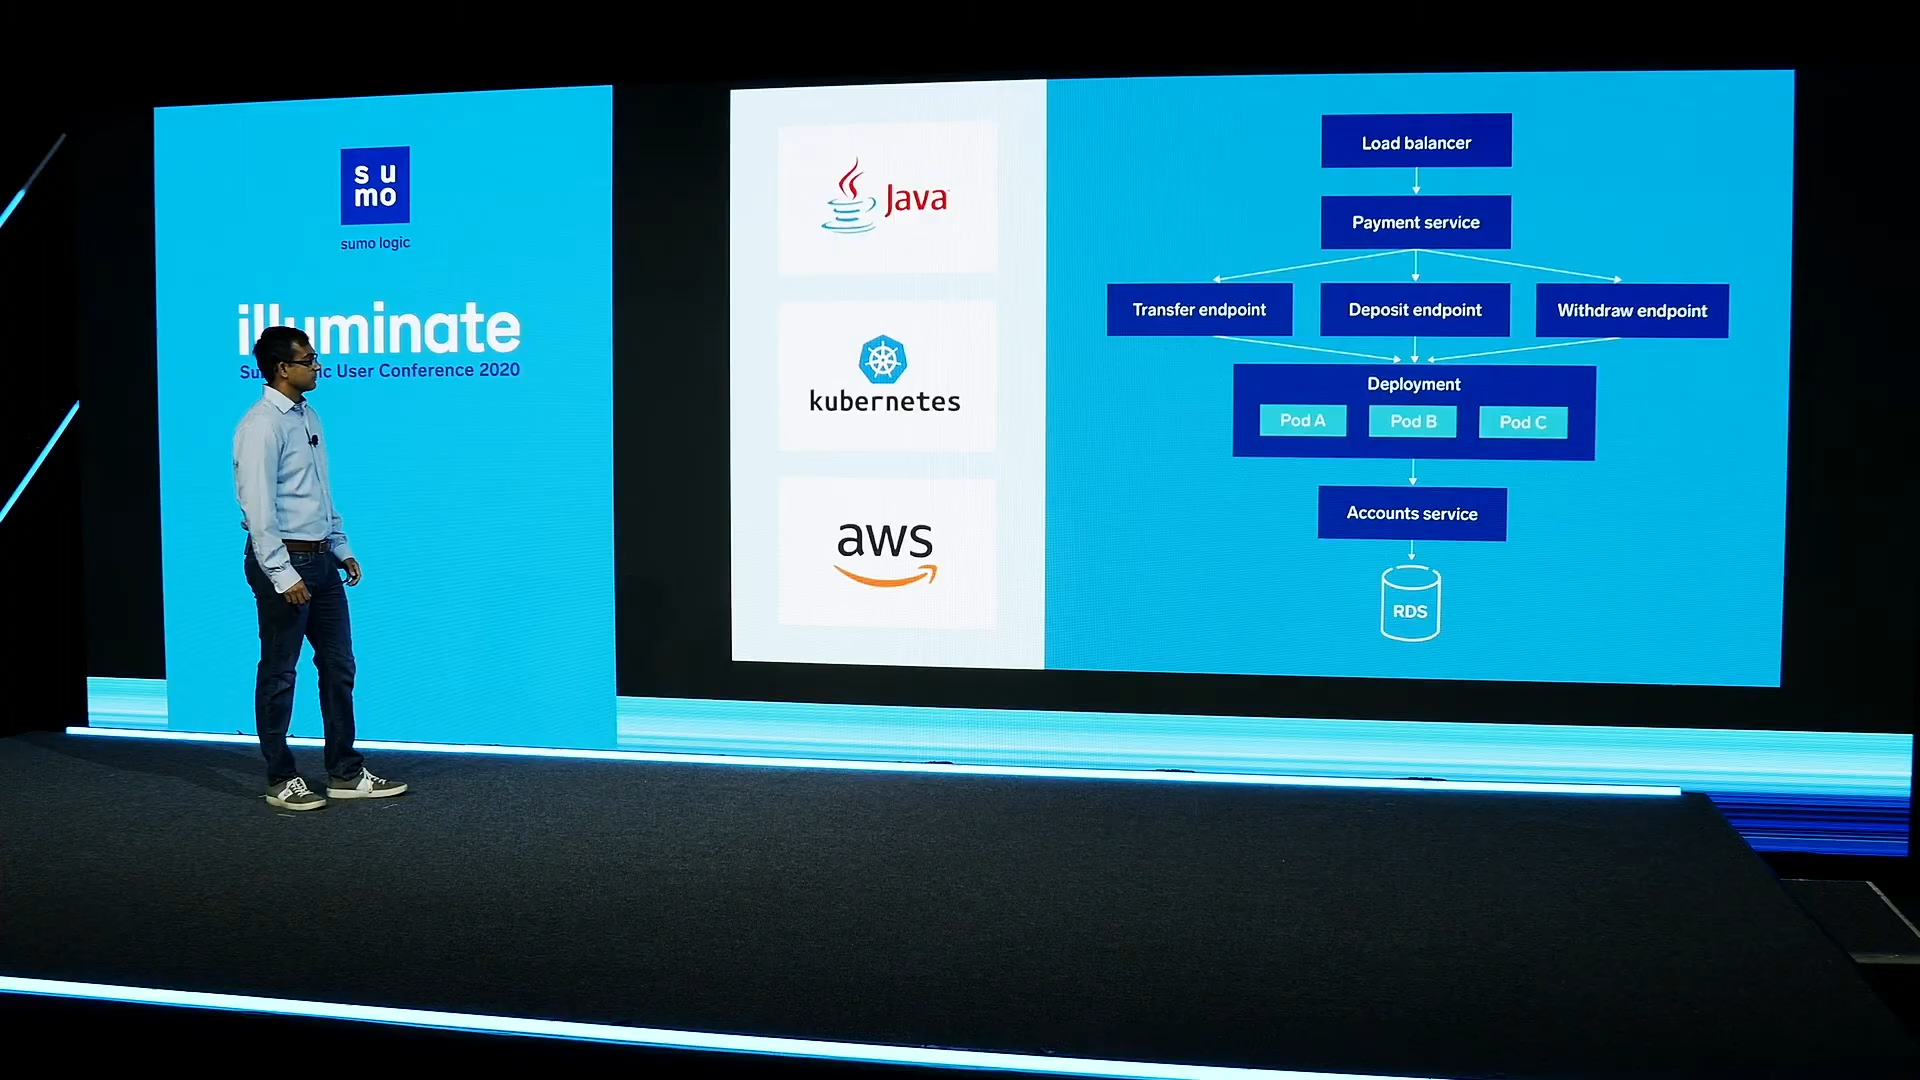 su
mo
sumo logic
illuminate
User Conference 2020
Java
kubernetes
aws
Load balancer
Payment service
Transfer endpoint
Deposit endpoint
Withdraw endpoint
Deployment
Pod A
Pod B
Pod C
Accounts service
RDS